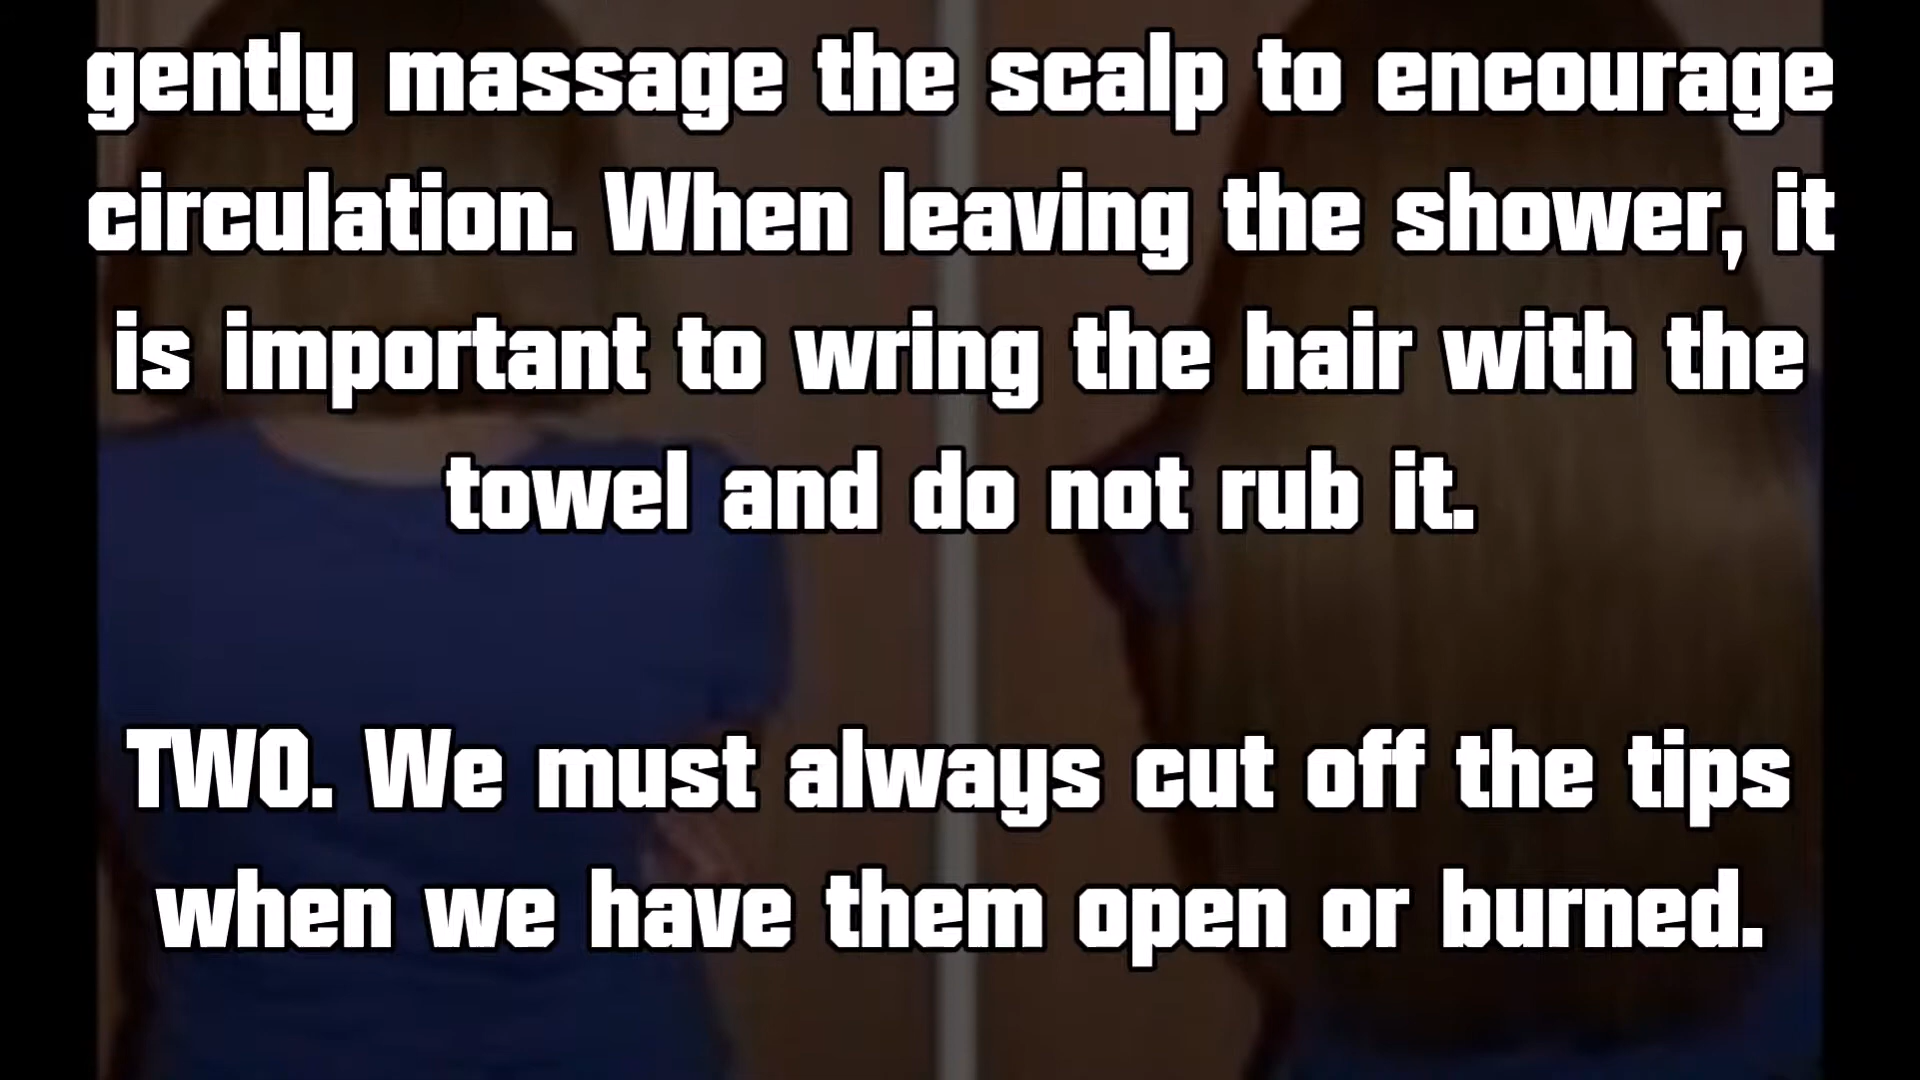 gently massage the scalp to encourage
circulation. When leaving the shower, it
is important to wring the hair with the
towel and do not rub it.
TWO. We must always cut off the tips
when we have them open or burned.